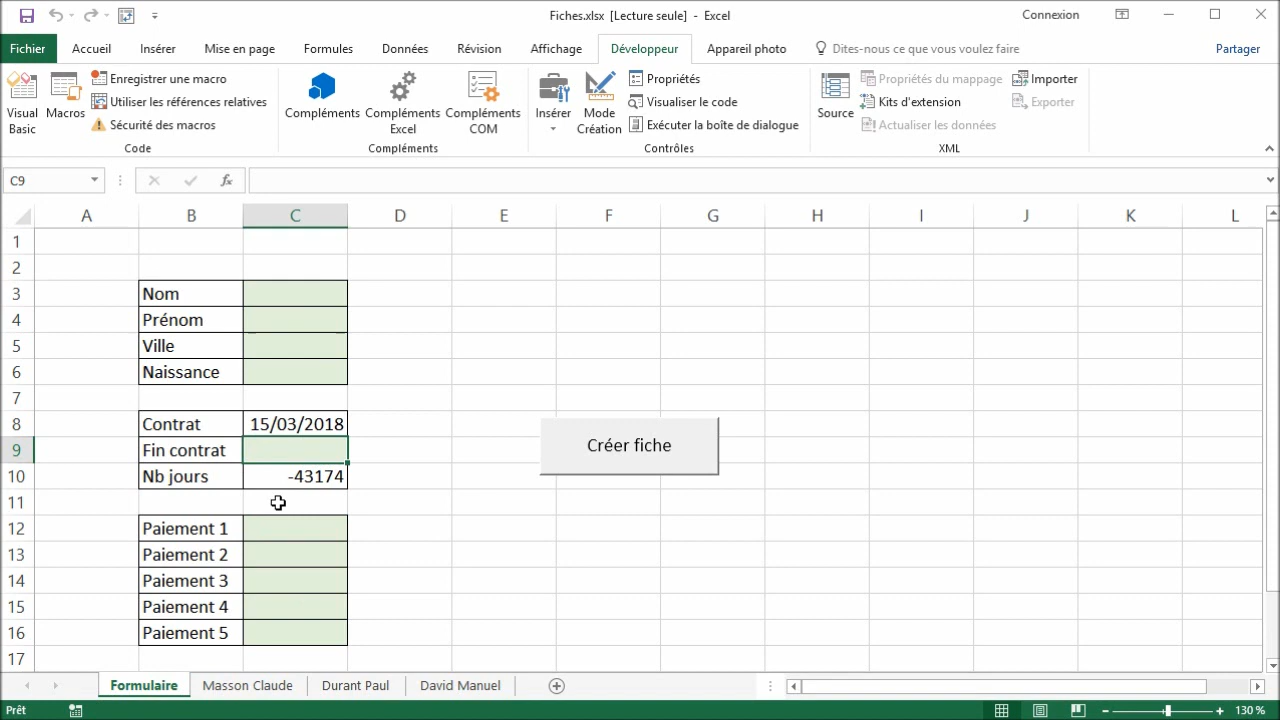 Fiches.xlsx [Lecture seule] - Excel
Connexion
Fichier Accueil Insérer Mise en page Formules Données Révision Affichage Développeur Appareil photo Dites-nous ce que vous voulez faire Partager
Visual Basic
Macros
Enregistrer une macro
Utiliser les références relatives
Sécurité des macros
Code
Compléments
Compléments Excel
Compléments COM
Compléments
Insérer
Mode Création
Propriétés
Visualiser le code
Exécuter la boîte de dialogue
Contrôles
Source
Propriétés du mappage
Kits d'extension
Actualiser les données
Importer
Exporter
XML
C9 fx
A B C D E F G H I J K L
1
2
3 Nom
4 Prénom
5 Ville
6 Naissance
7
8 Contrat 15/03/2018
9 Fin contrat Créer fiche
10 Nb jours -43174
11
12 Paiement 1
13 Paiement 2
14 Paiement 3
15 Paiement 4
16 Paiement 5
17
Formulaire Masson Claude Durant Paul David Manuel
Prêt 130 %